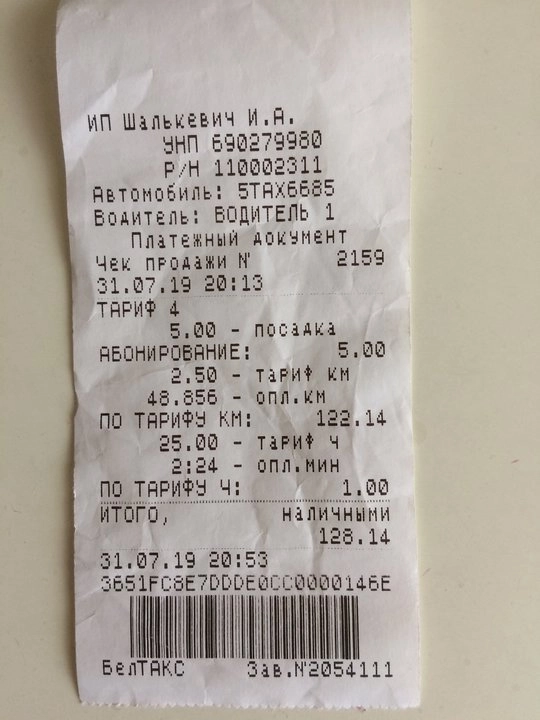 ИП Шалькевич И.А.
УНП 690279980
Р/Н 110002311
Автомобиль: 5TAX6685
Водитель: ВОДИТЕЛЬ 1
Платежный документ
Чек продажи N' 2159
31.07.19 20:13
ТАРИФ 4
5.00 - посадка
АБОНИРОВАНИЕ: 5.00
2.50 - тариф км
48.856 - опл.км
ПО ТАРИФУ КМ: 122.14
25.00 - тариф ч
2:24 - опл.мин
ПО ТАРИФУ Ч: 1.00
ИТОГО, наличными
128.14
31.07.19 20:53
3651FC8E7DDDE0CC0000146E
БелТАКС Зав.N'2054111